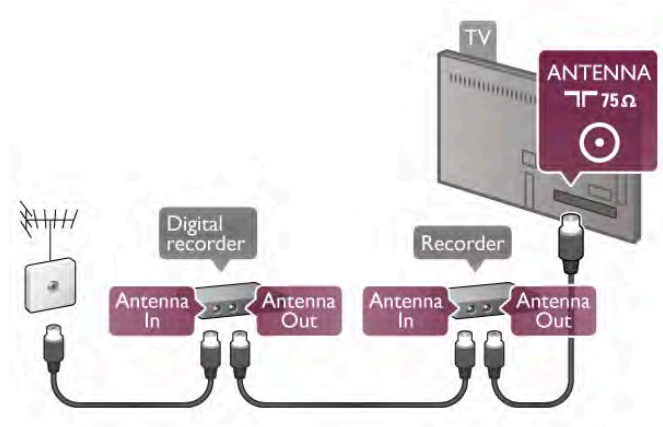 TV
ANTENNA
75Ω
Digital
recorder
Recorder
Antenna
In
Antenna
Out
Antenna
In
Antenna
Out